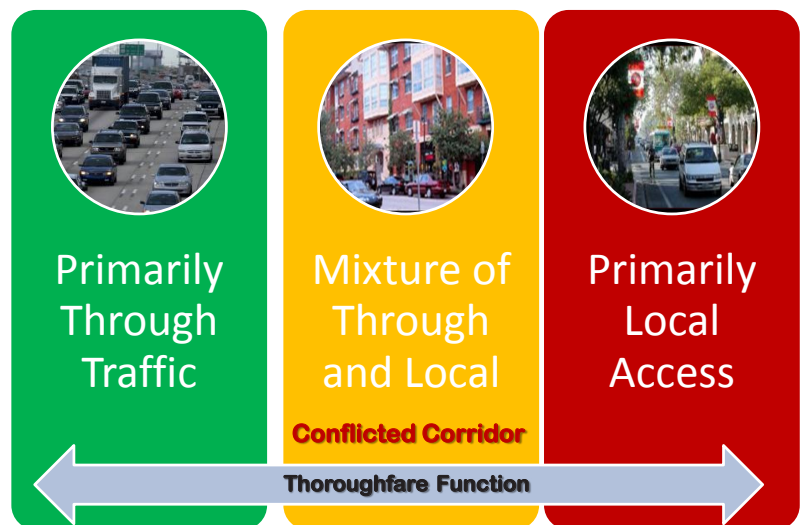 Primarily
Through
Traffic
Mixture of
Through
and Local
Conflicted Corridor
Primarily
Local
Access
Thoroughfare Function